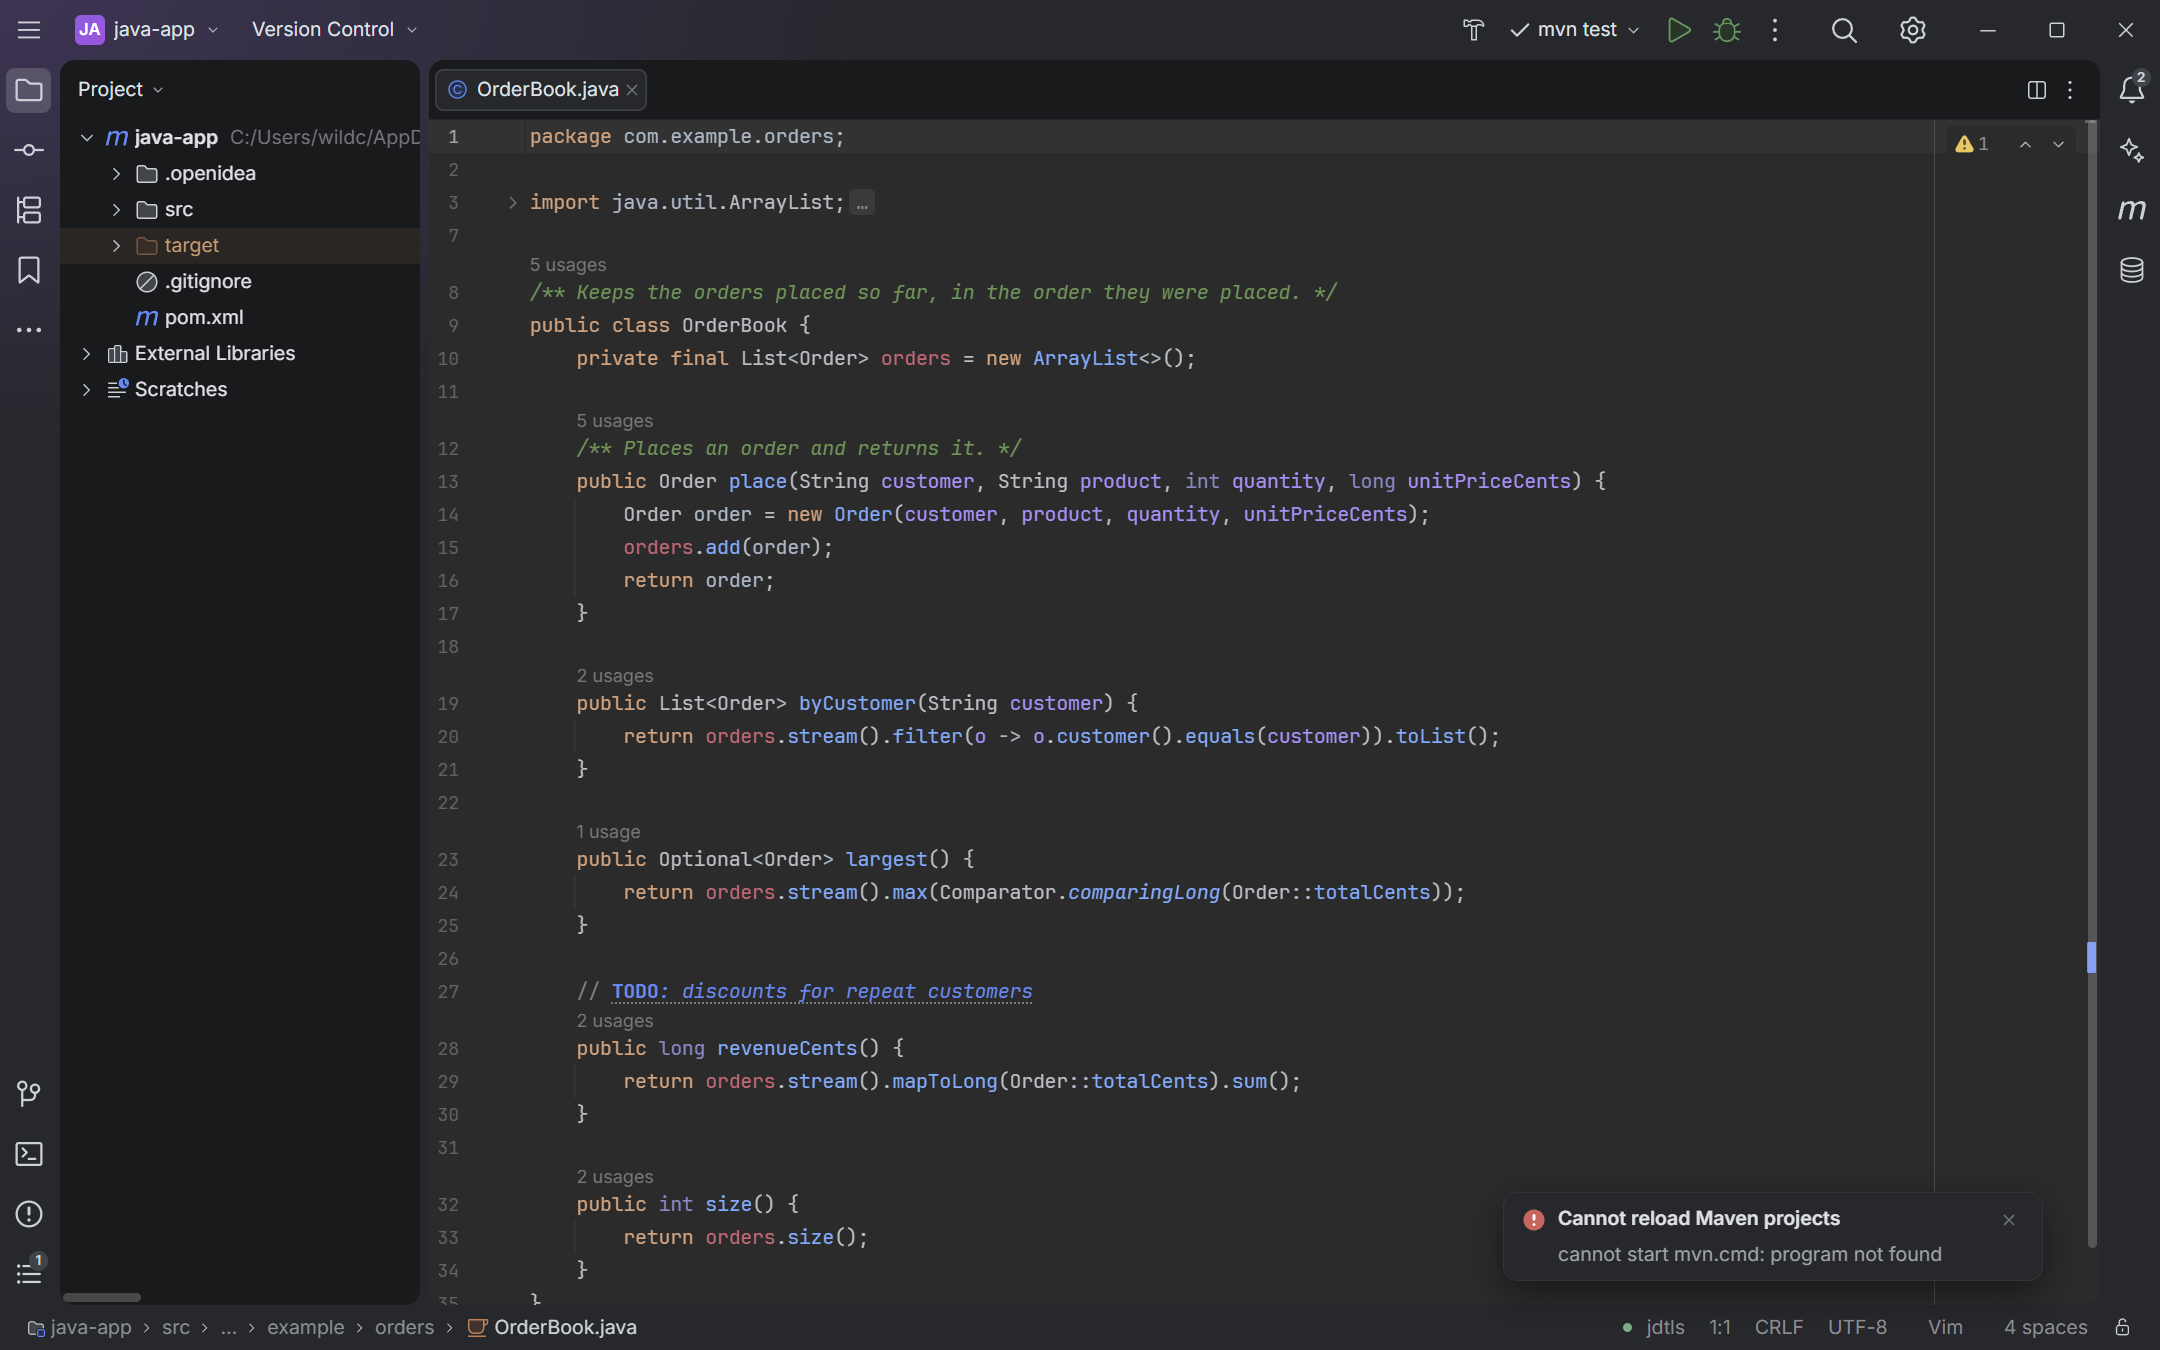 JA java-app Version Control mvn test
Project
OrderBook.java
2
java-app C:/Users/wildc/AppD
.openidea
src
target
.gitignore
pom.xml
External Libraries
Scratches
1
1 package com.example.orders;
2
3 import java.util.ArrayList; …
7
5 usages
8 /** Keeps the orders placed so far, in the order they were placed. */
9 public class OrderBook {
10 private final List<Order> orders = new ArrayList<>();
11
5 usages
12 /** Places an order and returns it. */
13 public Order place(String customer, String product, int quantity, long unitPriceCents) {
14 Order order = new Order(customer, product, quantity, unitPriceCents);
15 orders.add(order);
16 return order;
17 }
18
2 usages
19 public List<Order> byCustomer(String customer) {
20 return orders.stream().filter(o -> o.customer().equals(customer)).toList();
21 }
22
1 usage
23 public Optional<Order> largest() {
24 return orders.stream().max(Comparator.comparingLong(Order::totalCents));
25 }
26
27 // TODO: discounts for repeat customers
2 usages
28 public long revenueCents() {
29 return orders.stream().mapToLong(Order::totalCents).sum();
30 }
31
2 usages
32 public int size() {
33 return orders.size();
34 }
35 }
1
m
Cannot reload Maven projects
cannot start mvn.cmd: program not found
java-app › src › ... › example › orders › OrderBook.java
jdtls 1:1 CRLF UTF-8 Vim 4 spaces